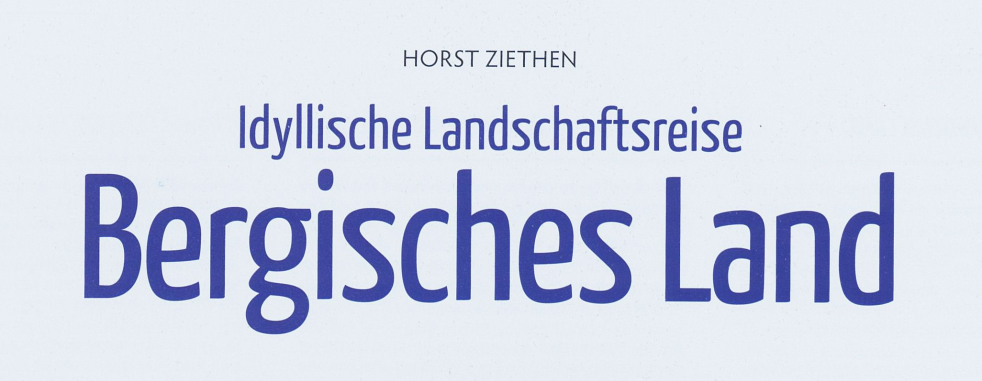 HORST ZIETHEN
Idyllische Landschaftsreise
Bergisches Land